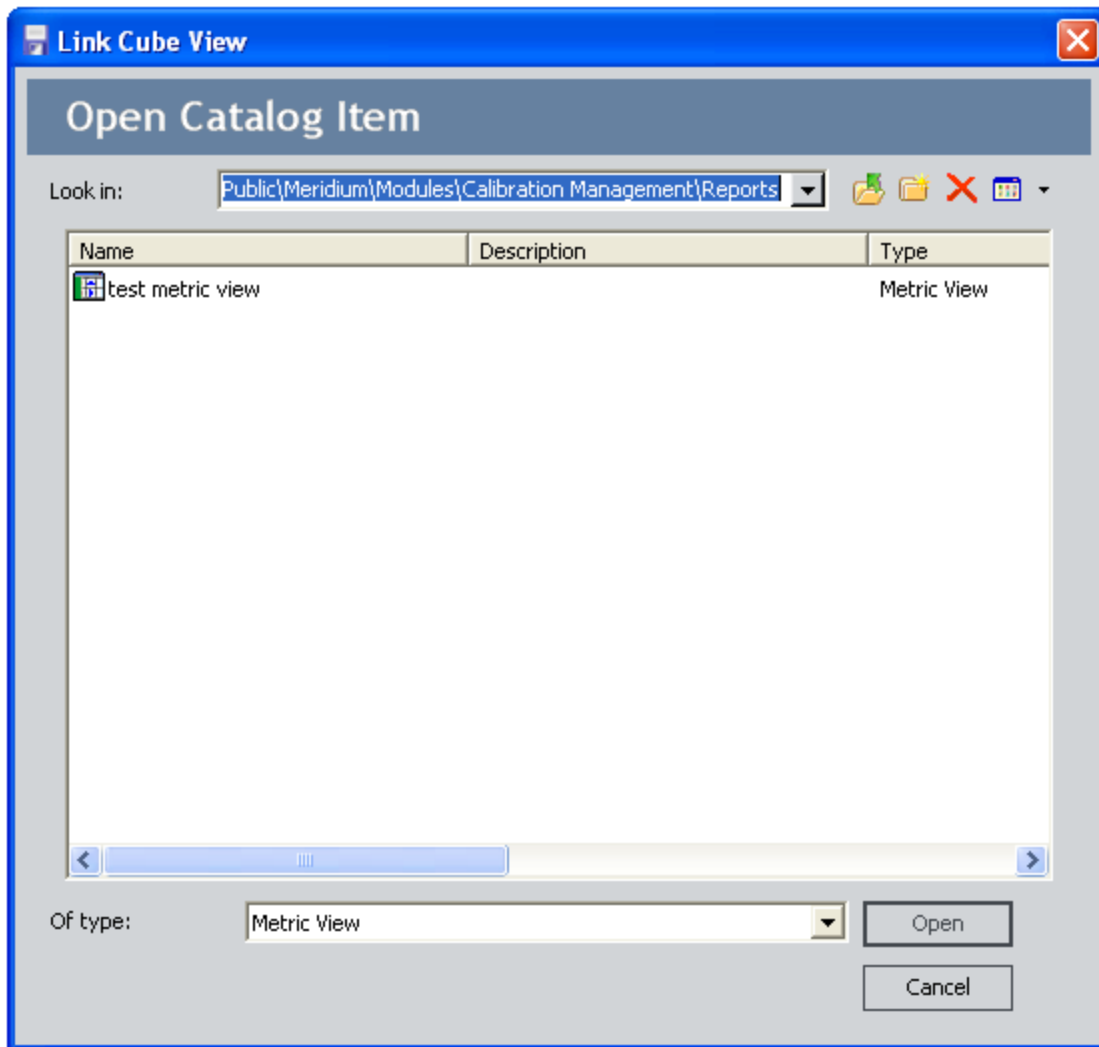 Link Cube View
Open Catalog Item
Look in: Public\Meridium\Modules\Calibration Management\Reports
Name Description Type
test metric view Metric View
Of type: Metric View Open
Cancel